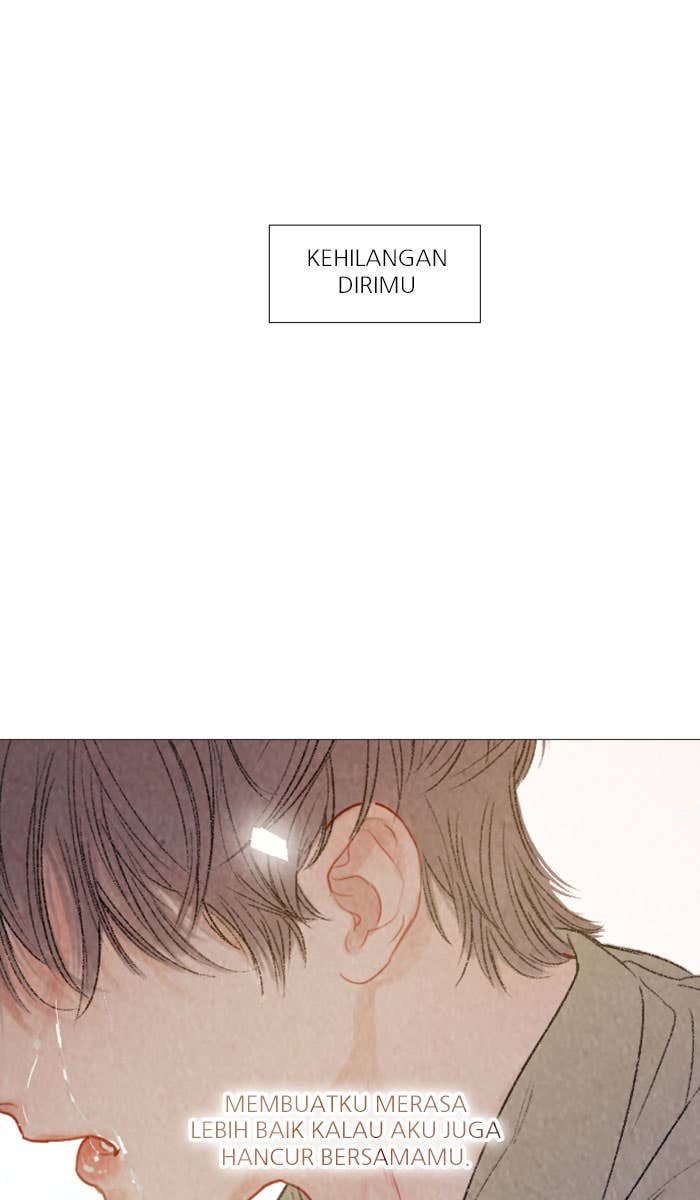 KEHILANGAN
DIRIMU
MEMBUATKU MERASA
LEBIH BAIK KALAU AKU JUGA
HANCUR BERSAMAMU.